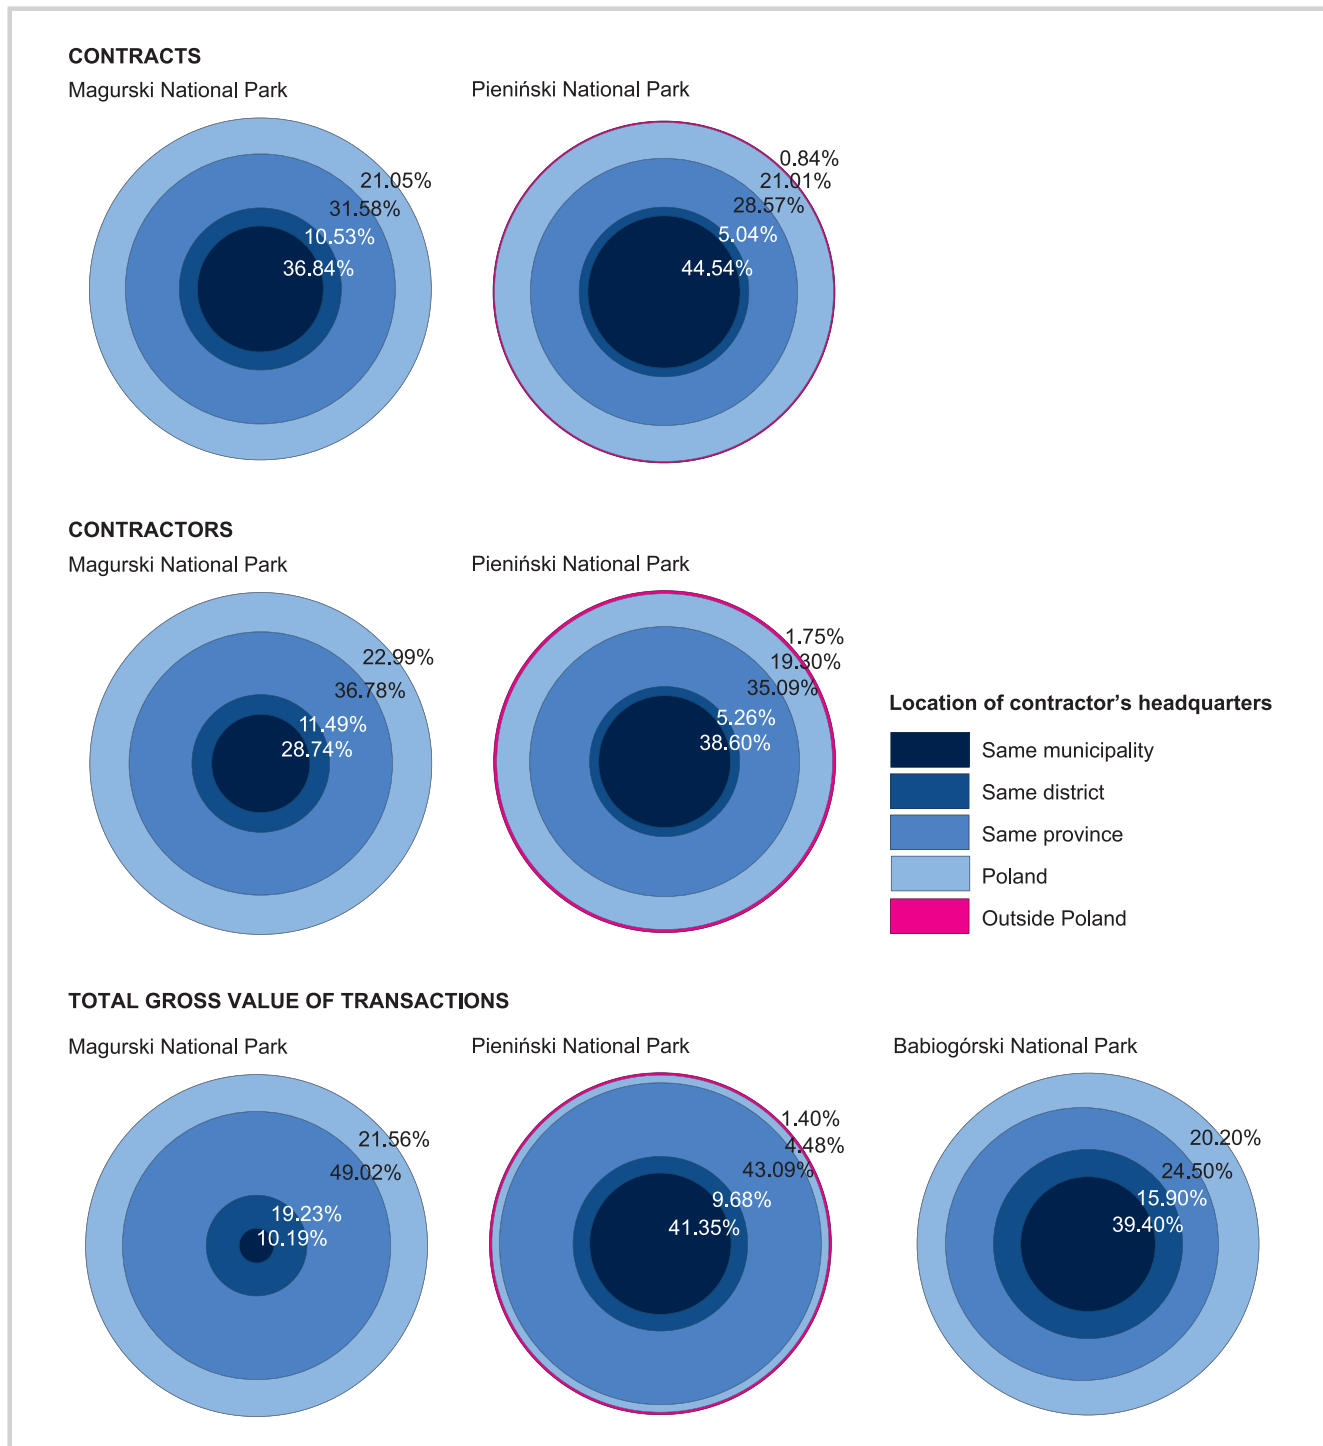 CONTRACTS
Magurski National Park
21.05%
31.58%
10.53%
36.84%
Pieniński National Park
0.84%
21.01%
28.57%
5.04%
44.54%
CONTRACTORS
Magurski National Park
22.99%
36.78%
11.49%
28.74%
Pieniński National Park
1.75%
19.30%
35.09%
5.26%
38.60%
Location of contractor's headquarters
Same municipality
Same district
Same province
Poland
Outside Poland
TOTAL GROSS VALUE OF TRANSACTIONS
Magurski National Park
21.56%
49.02%
19.23%
10.19%
Pieniński National Park
1.40%
4.48%
43.09%
9.68%
41.35%
Babiogórski National Park
20.20%
24.50%
15.90%
39.40%